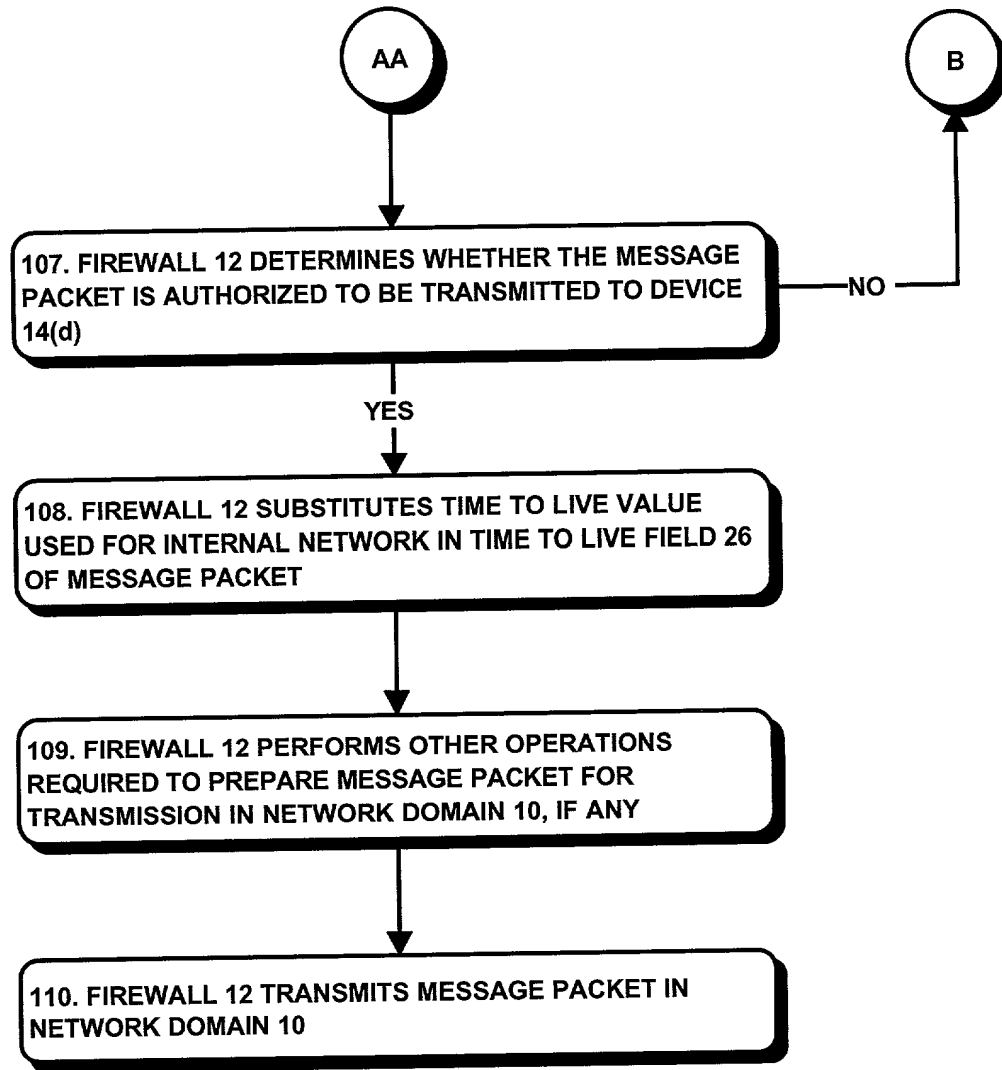 AA
B
107. FIREWALL 12 DETERMINES WHETHER THE MESSAGE
PACKET IS AUTHORIZED TO BE TRANSMITTED TO DEVICE
14(d)
NO
YES
108. FIREWALL 12 SUBSTITUTES TIME TO LIVE VALUE
USED FOR INTERNAL NETWORK IN TIME TO LIVE FIELD 26
OF MESSAGE PACKET
109. FIREWALL 12 PERFORMS OTHER OPERATIONS
REQUIRED TO PREPARE MESSAGE PACKET FOR
TRANSMISSION IN NETWORK DOMAIN 10, IF ANY
110. FIREWALL 12 TRANSMITS MESSAGE PACKET IN
NETWORK DOMAIN 10